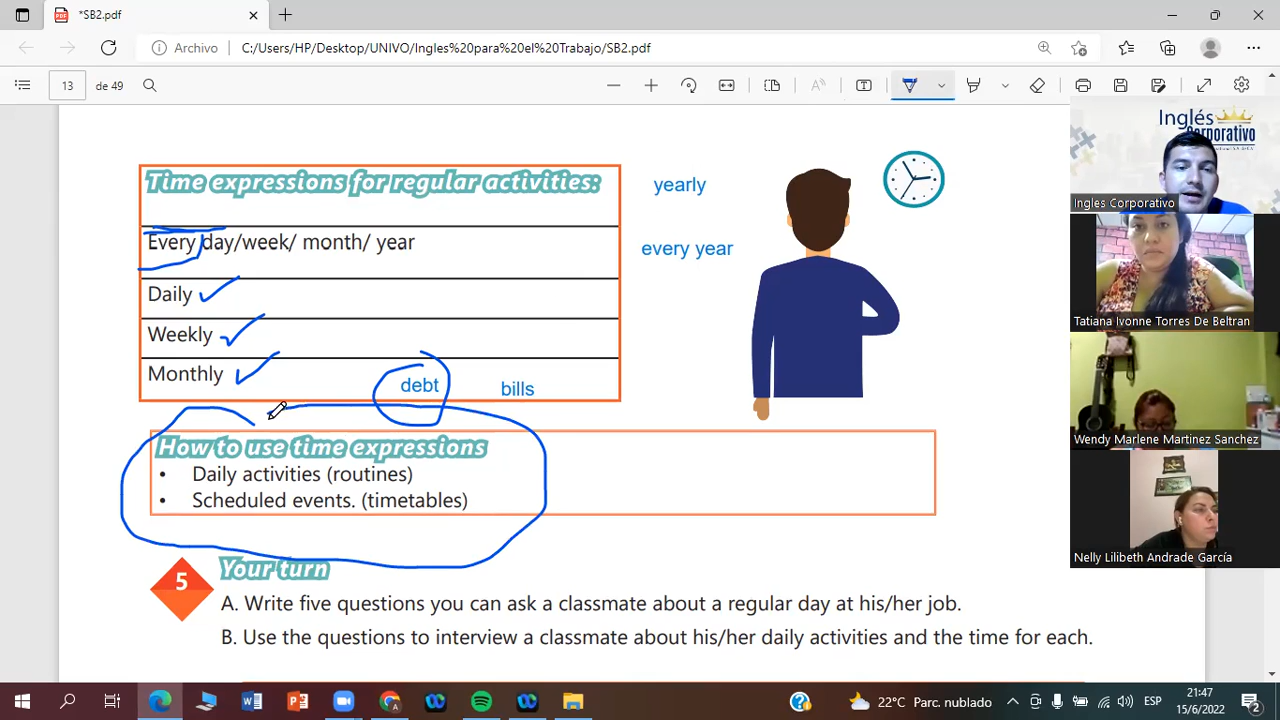 *SB2.pdf
Archivo
C:/Users/HP/Desktop/UNIVO/Ingles%20para%20el%20Trabajo/SB2.pdf
13 de 49
Time expressions for regular activities:
Every day/week/ month/ year
Daily
Weekly
Monthly
debt
bills
yearly
every year
How to use time expressions
• Daily activities (routines)
• Scheduled events. (timetables)
5
Your turn
A. Write five questions you can ask a classmate about a regular day at his/her job.
B. Use the questions to interview a classmate about his/her daily activities and the time for each.
Inglés
Corporativo
Ingles Corporativo
Tatiana Ivonne Torres De Beltran
Wendy Marlene Martinez Sanchez
Nelly Lilibeth Andrade García
22°C Parc. nublado
ESP
21:47
15/6/2022
2